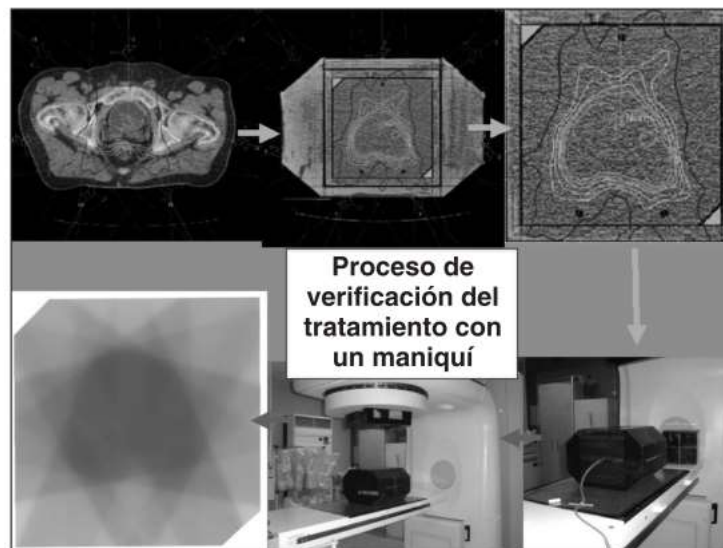 Proceso de
verificación del
tratamiento con
un maniquí